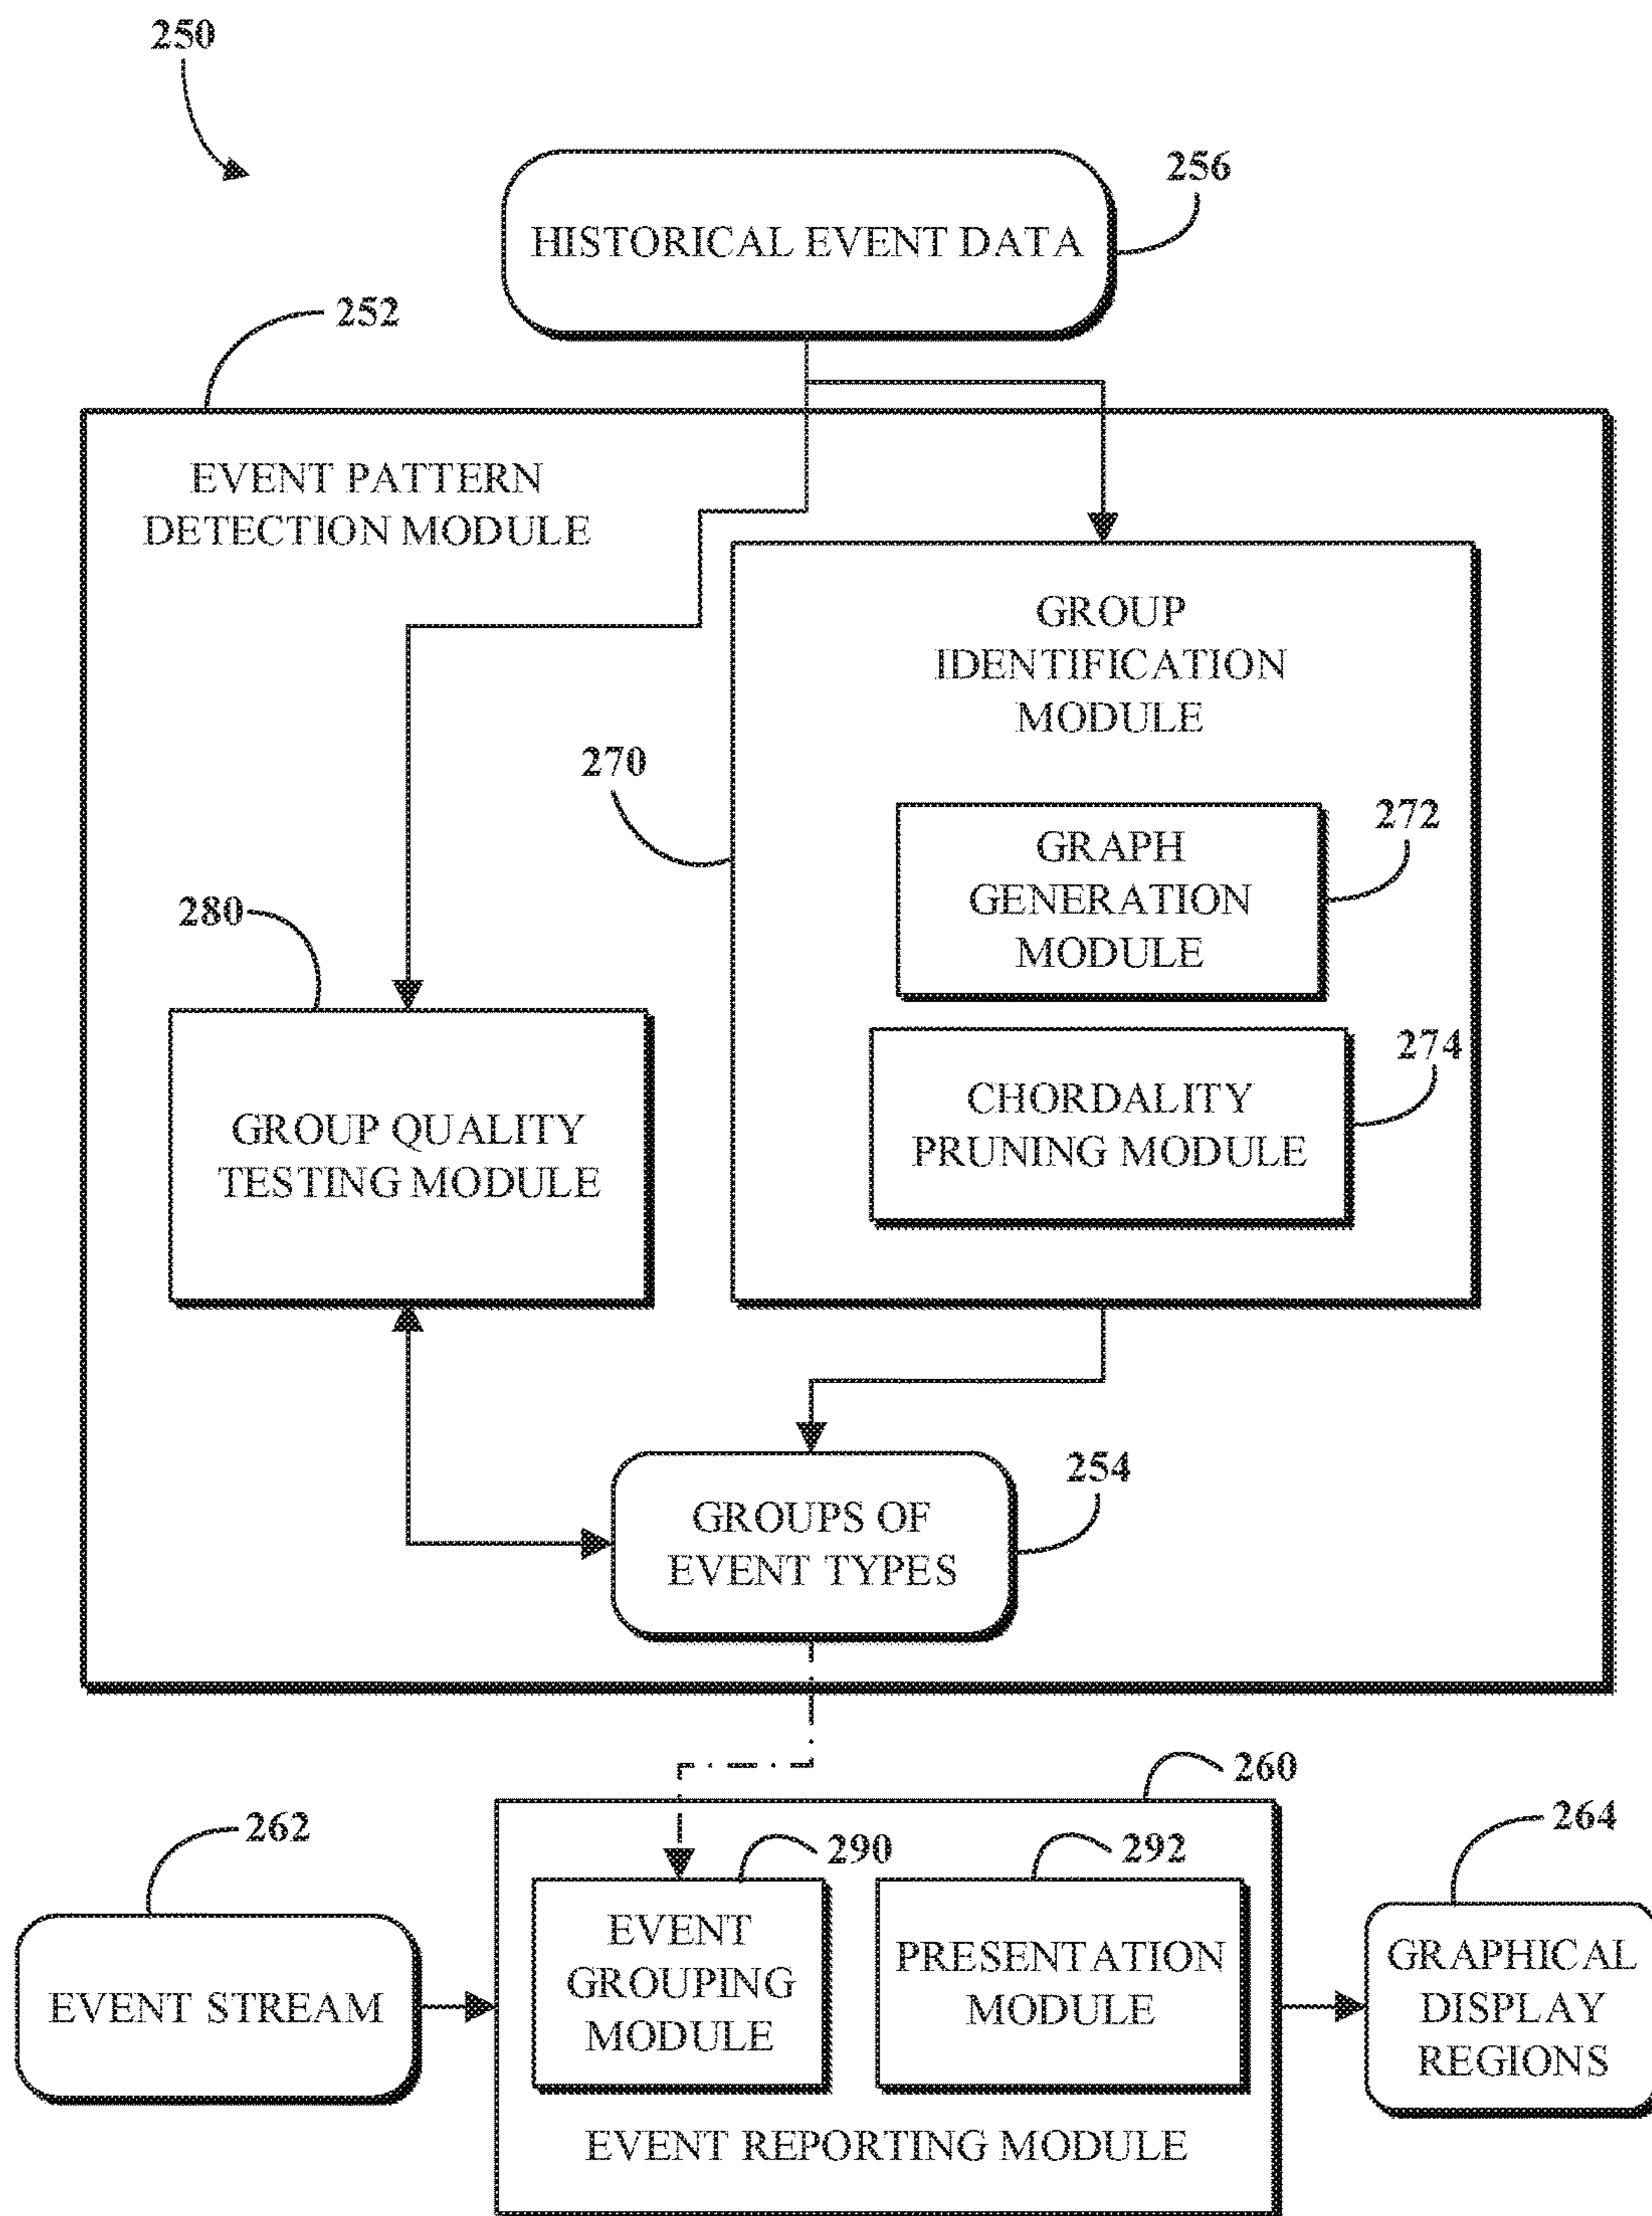 250
256
HISTORICAL EVENT DATA
252
EVENT PATTERN
DETECTION MODULE
GROUP
IDENTIFICATION
MODULE
270
272
GRAPH
GENERATION
MODULE
280
274
CHORDALITY
PRUNING MODULE
GROUP QUALITY
TESTING MODULE
254
GROUPS OF
EVENT TYPES
260
262
264
290
292
EVENT
GROUPING
MODULE
PRESENTATION
MODULE
EVENT STREAM
GRAPHICAL
DISPLAY
REGIONS
EVENT REPORTING MODULE